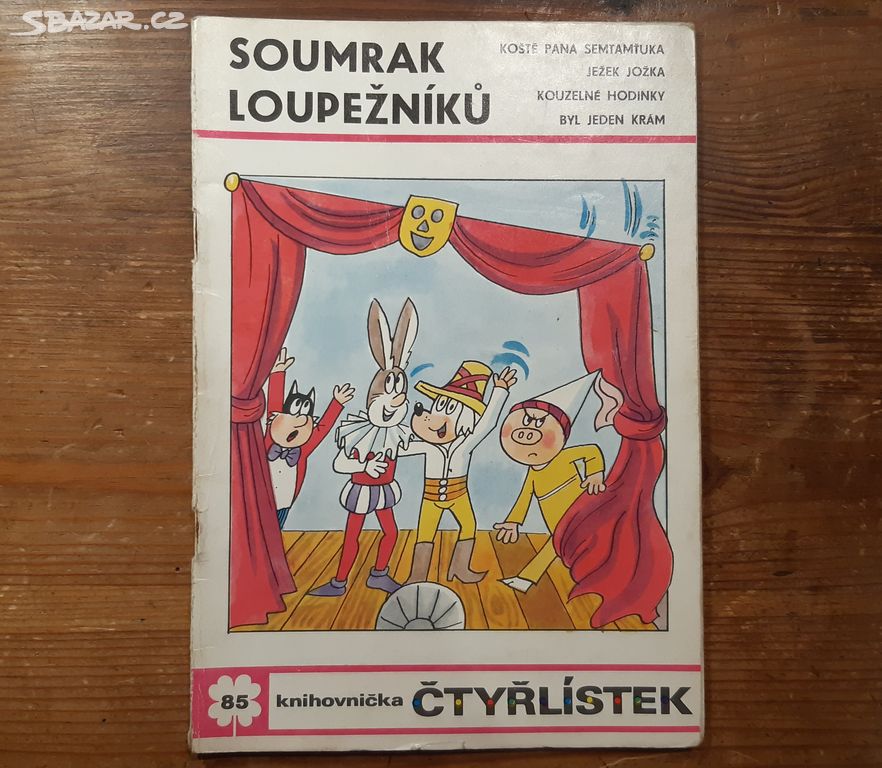 SBAZAR.CZ
SOUMRAK
LOUPEŽNÍKŮ
KOŠTĚ PANA SEMTAMŤUKA
JEŽEK JOŽKA
KOUZELNÉ HODINKY
BYL JEDEN KRÁM
85 knihovnička ČTYŘLÍSTEK